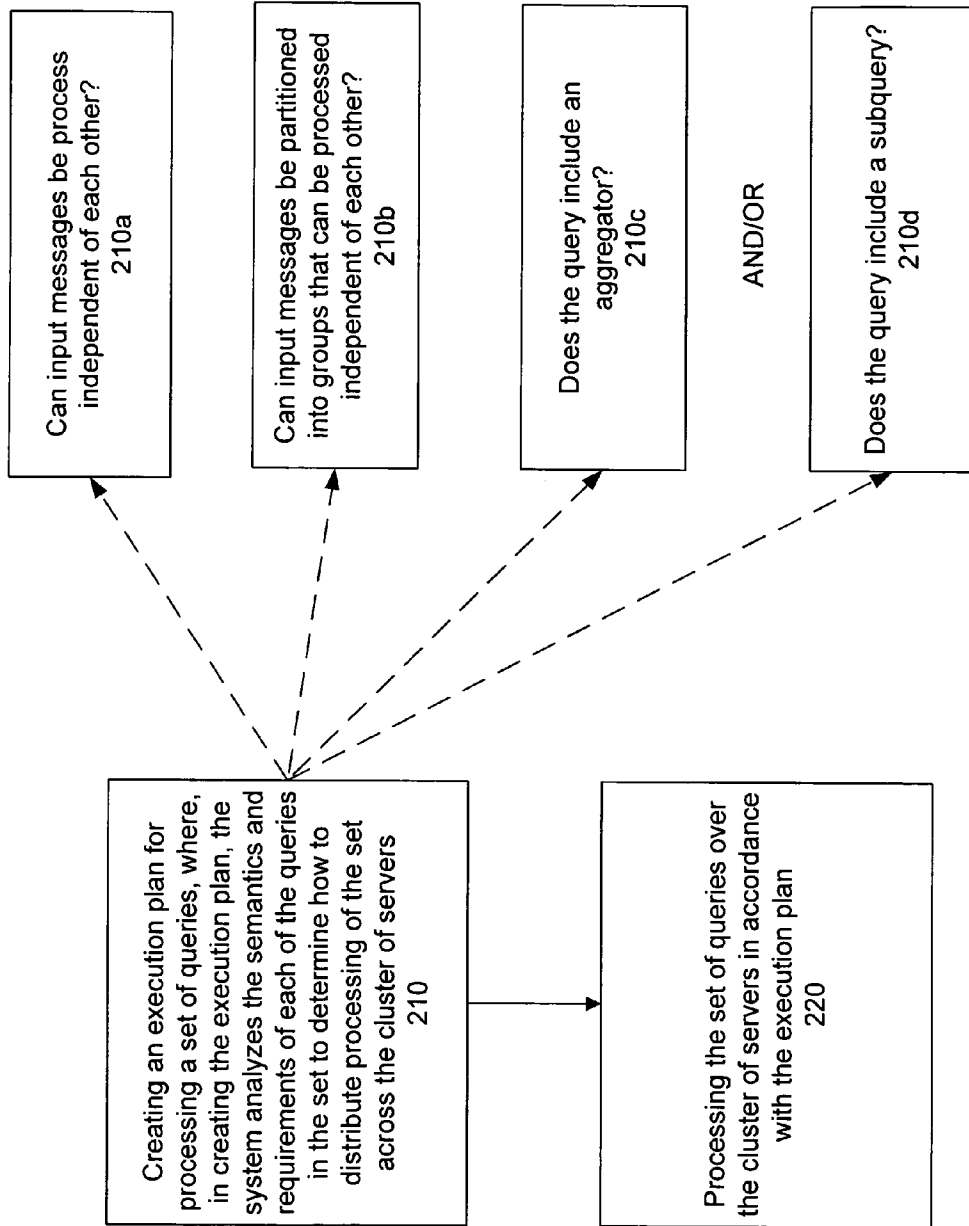 Creating an execution plan for
processing a set of queries, where,
in creating the execution plan, the
system analyzes the semantics and
requirements of each of the queries
in the set to determine how to
distribute processing of the set
across the cluster of servers
210
Processing the set of queries over
the cluster of servers in accordance
with the execution plan
220
Can input messages be process
independent of each other?
210a
Can input messages be partitioned
into groups that can be processed
independent of each other?
210b
Does the query include an
aggregator?
210c
AND/OR
Does the query include a subquery?
210d